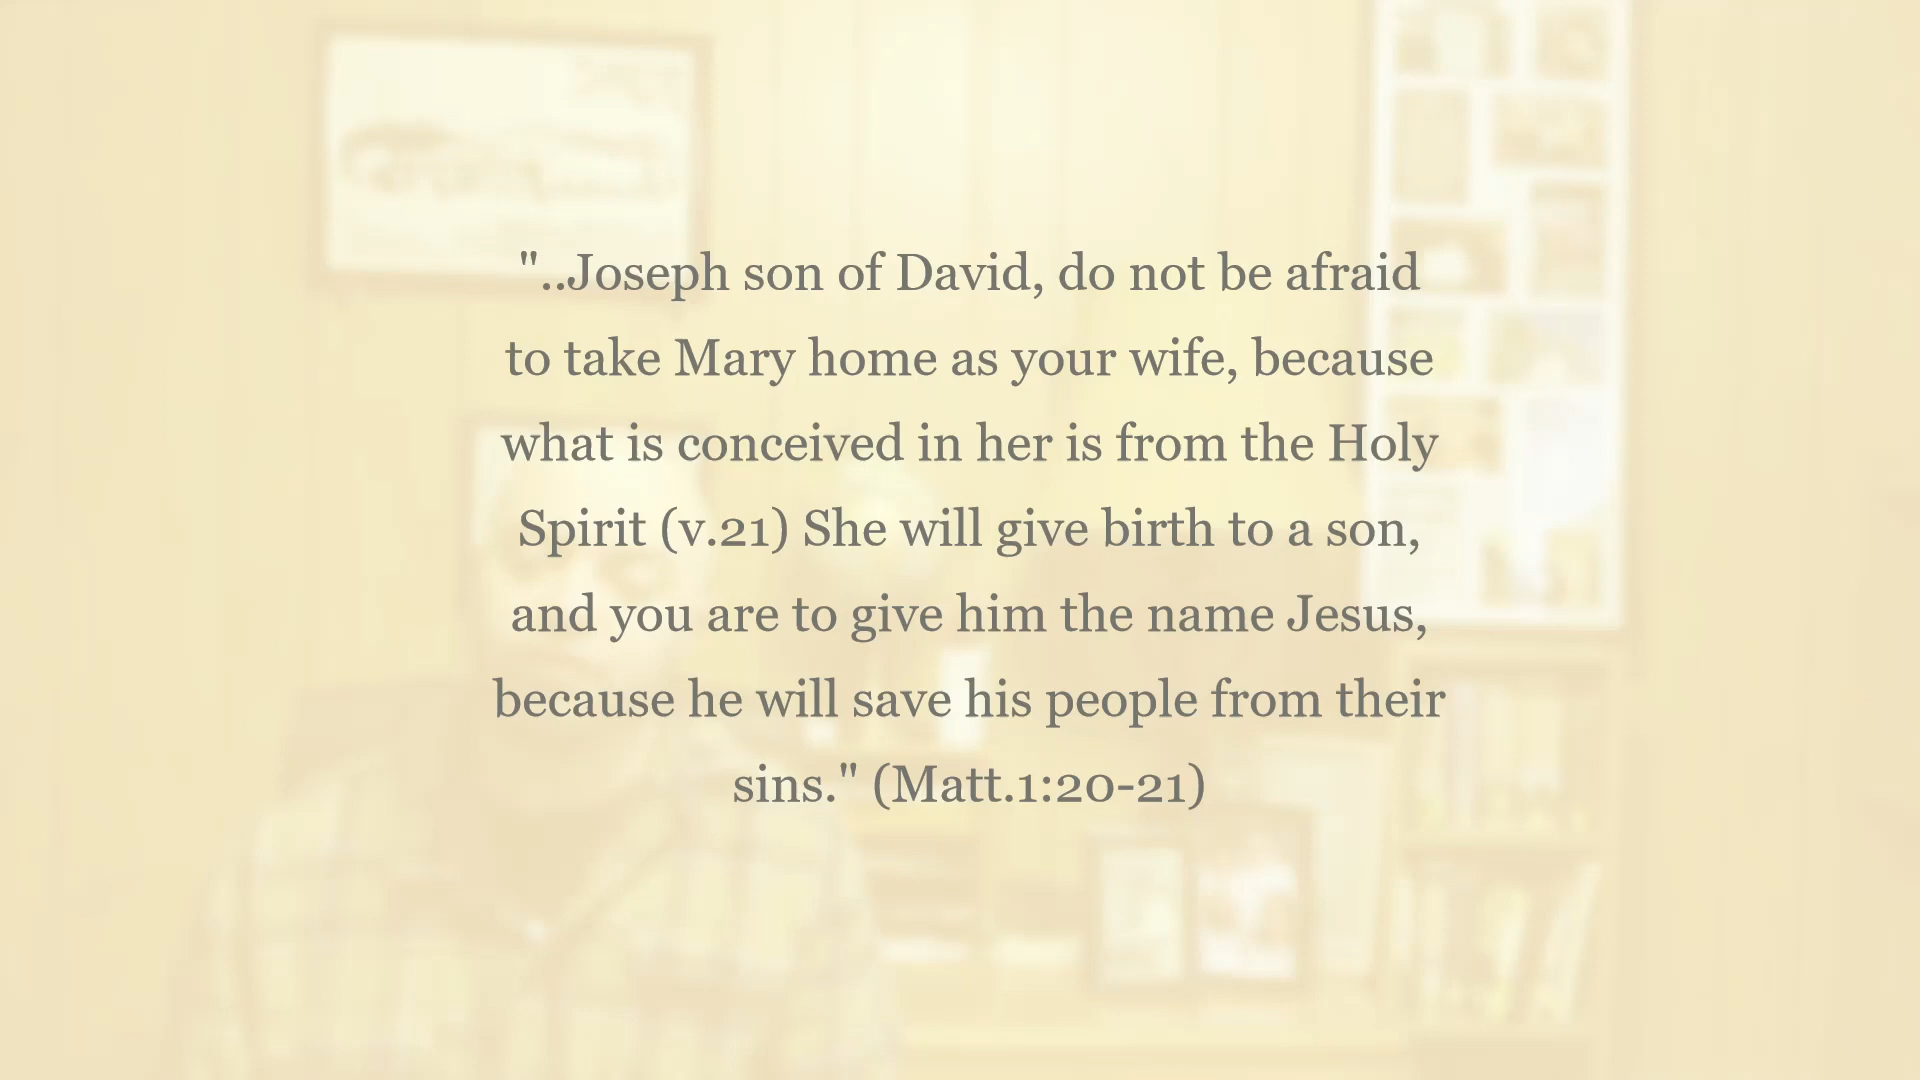 "..Joseph son of David, do not be afraid
to take Mary home as your wife, because
what is conceived in her is from the Holy
Spirit (v.21) She will give birth to a son,
and you are to give him the name Jesus,
because he will save his people from their
sins." (Matt.1:20-21)